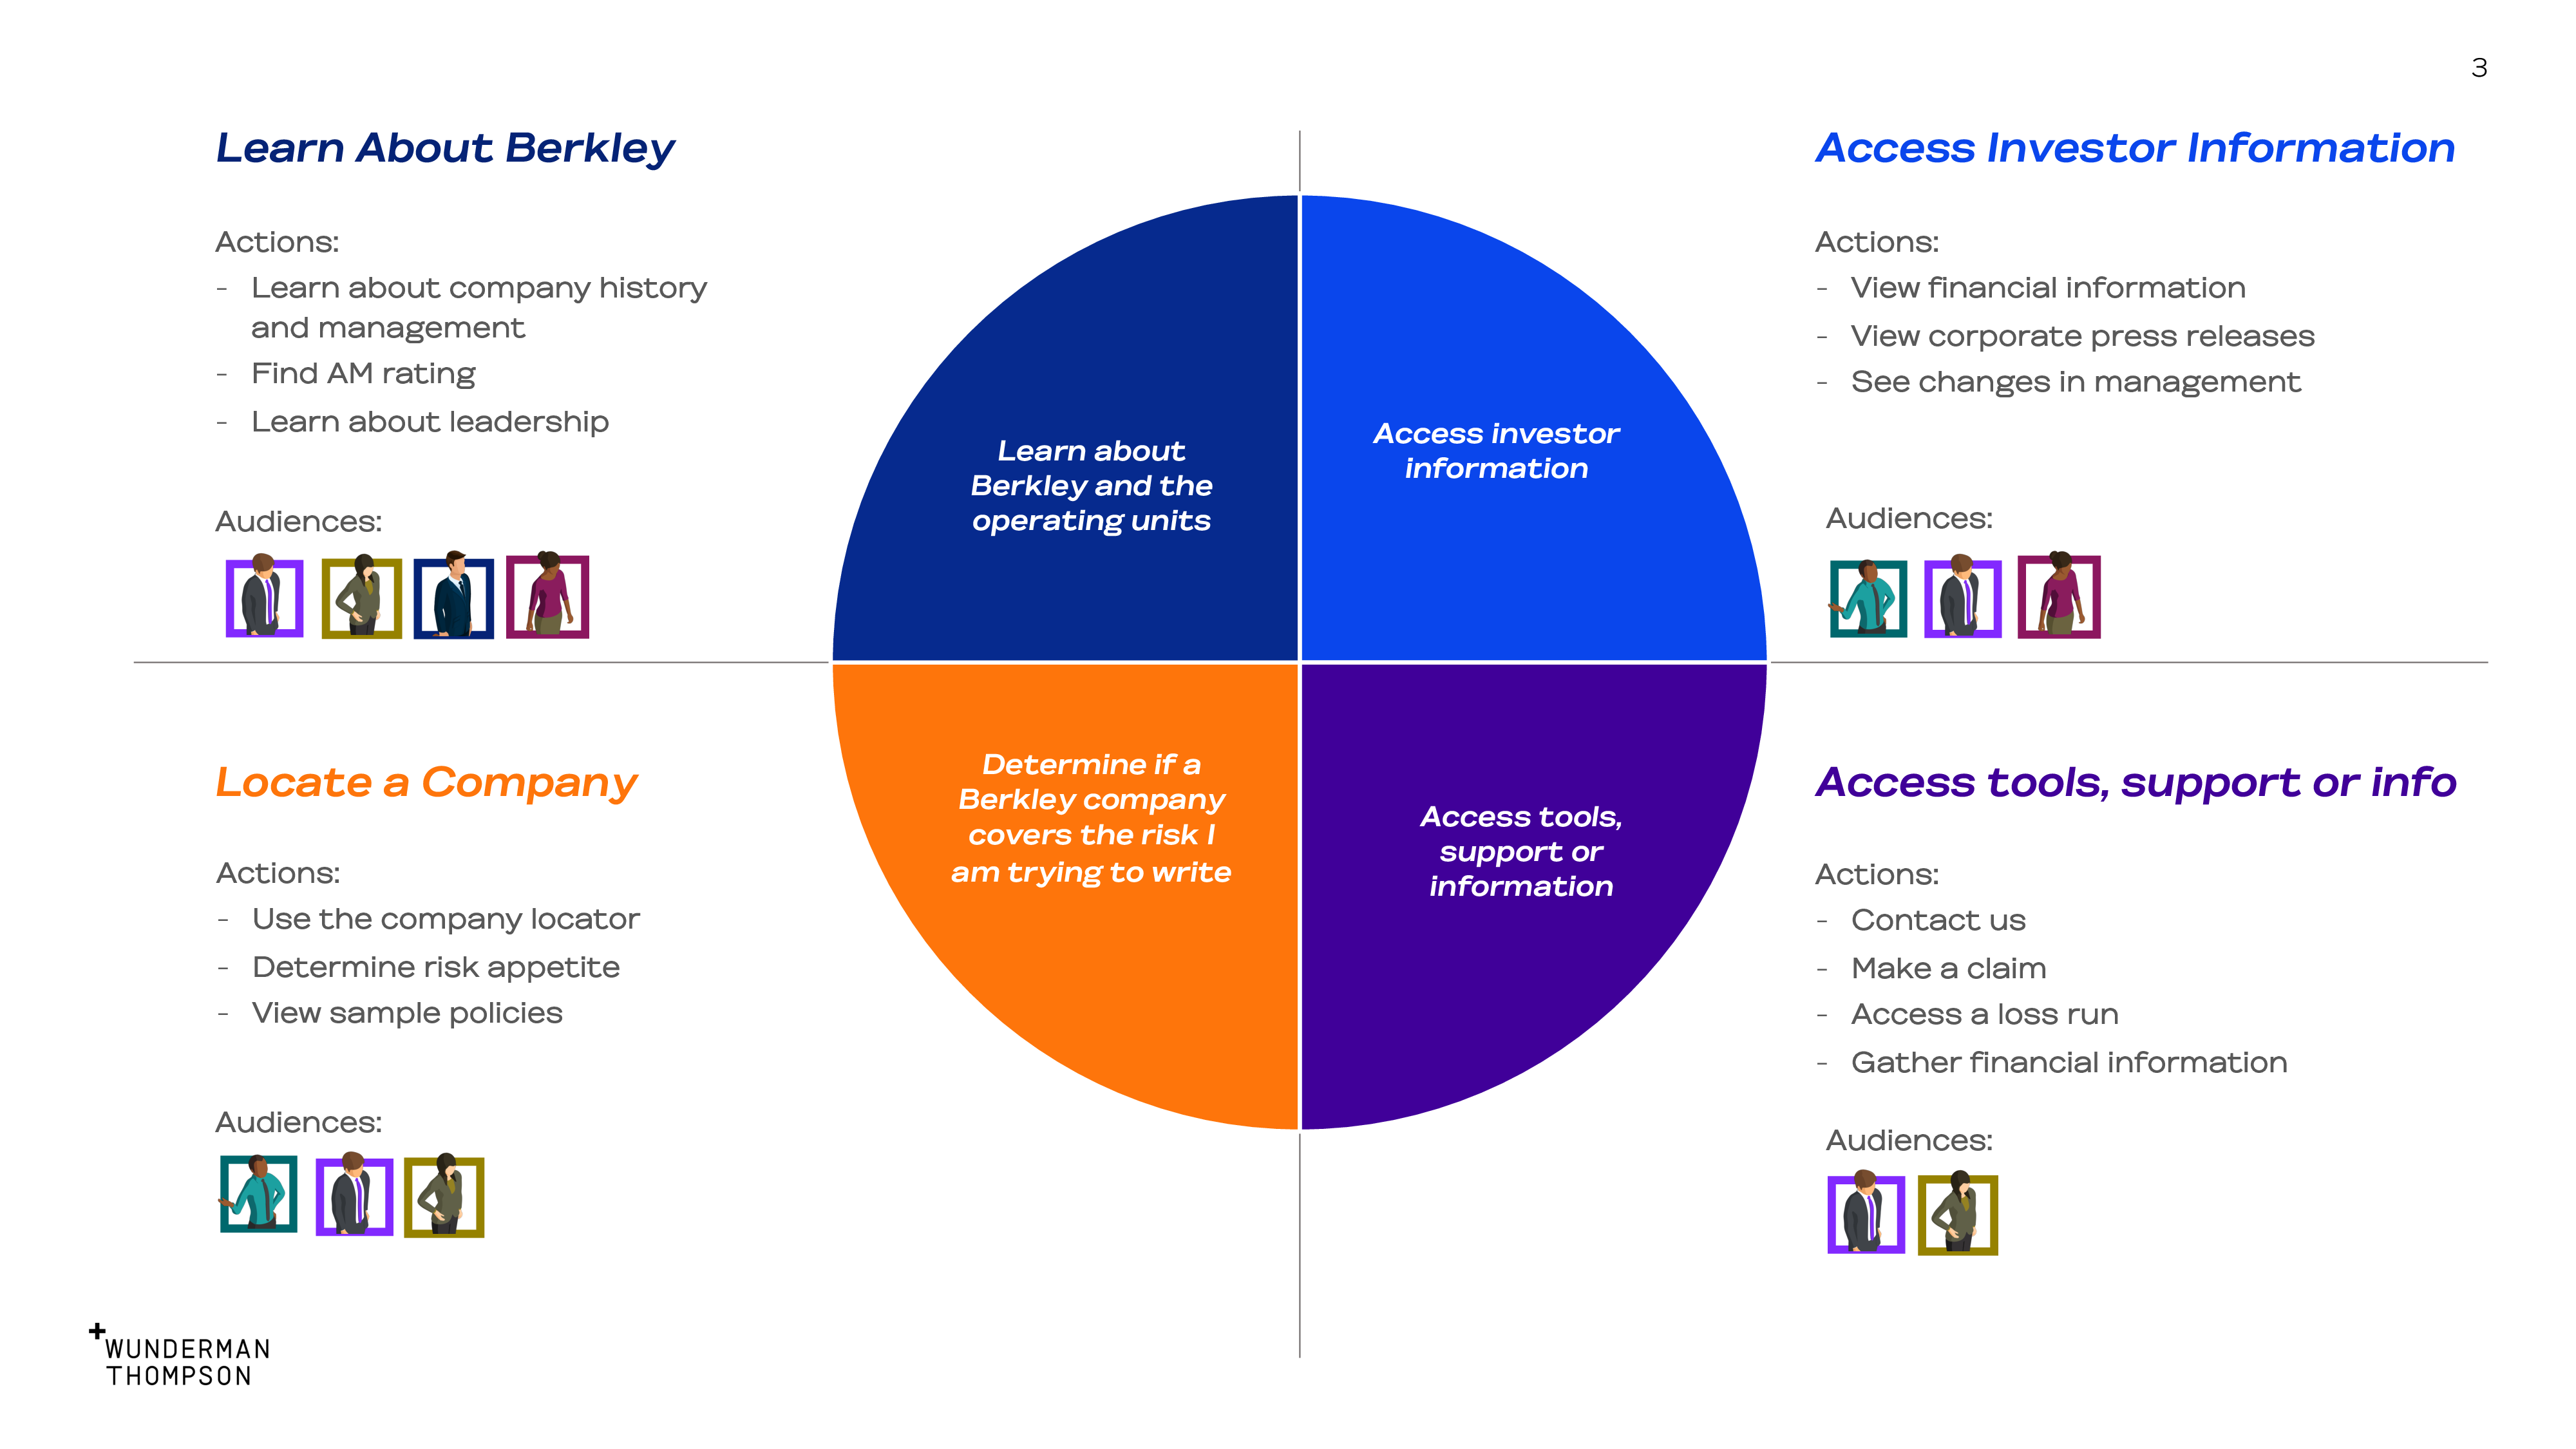 3
Learn About Berkley
Actions:
- Learn about company history
and management
- Find AM rating
- Learn about leadership
Audiences:
Access Investor Information
Actions:
- View financial information
- View corporate press releases
- See changes in management
Audiences:
Learn about
Berkley and the
operating units
Access investor
information
Determine if a
Berkley company
covers the risk I
am trying to write
Access tools,
support or
information
Locate a Company
Actions:
- Use the company locator
- Determine risk appetite
- View sample policies
Audiences:
Access tools, support or info
Actions:
- Contact us
- Make a claim
- Access a loss run
- Gather financial information
Audiences:
+WUNDERMAN
THOMPSON